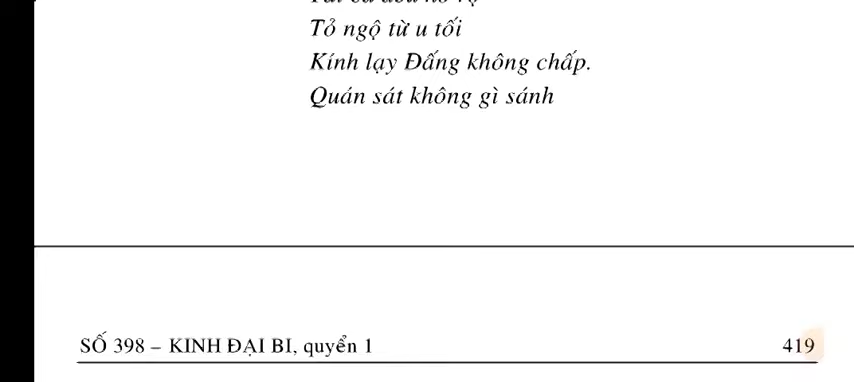 Tỏ ngộ từ u tối
Kính lạy Đấng không chấp.
Quán sát không gì sánh
SỐ 398 – KINH ĐẠI BI, quyển 1 419